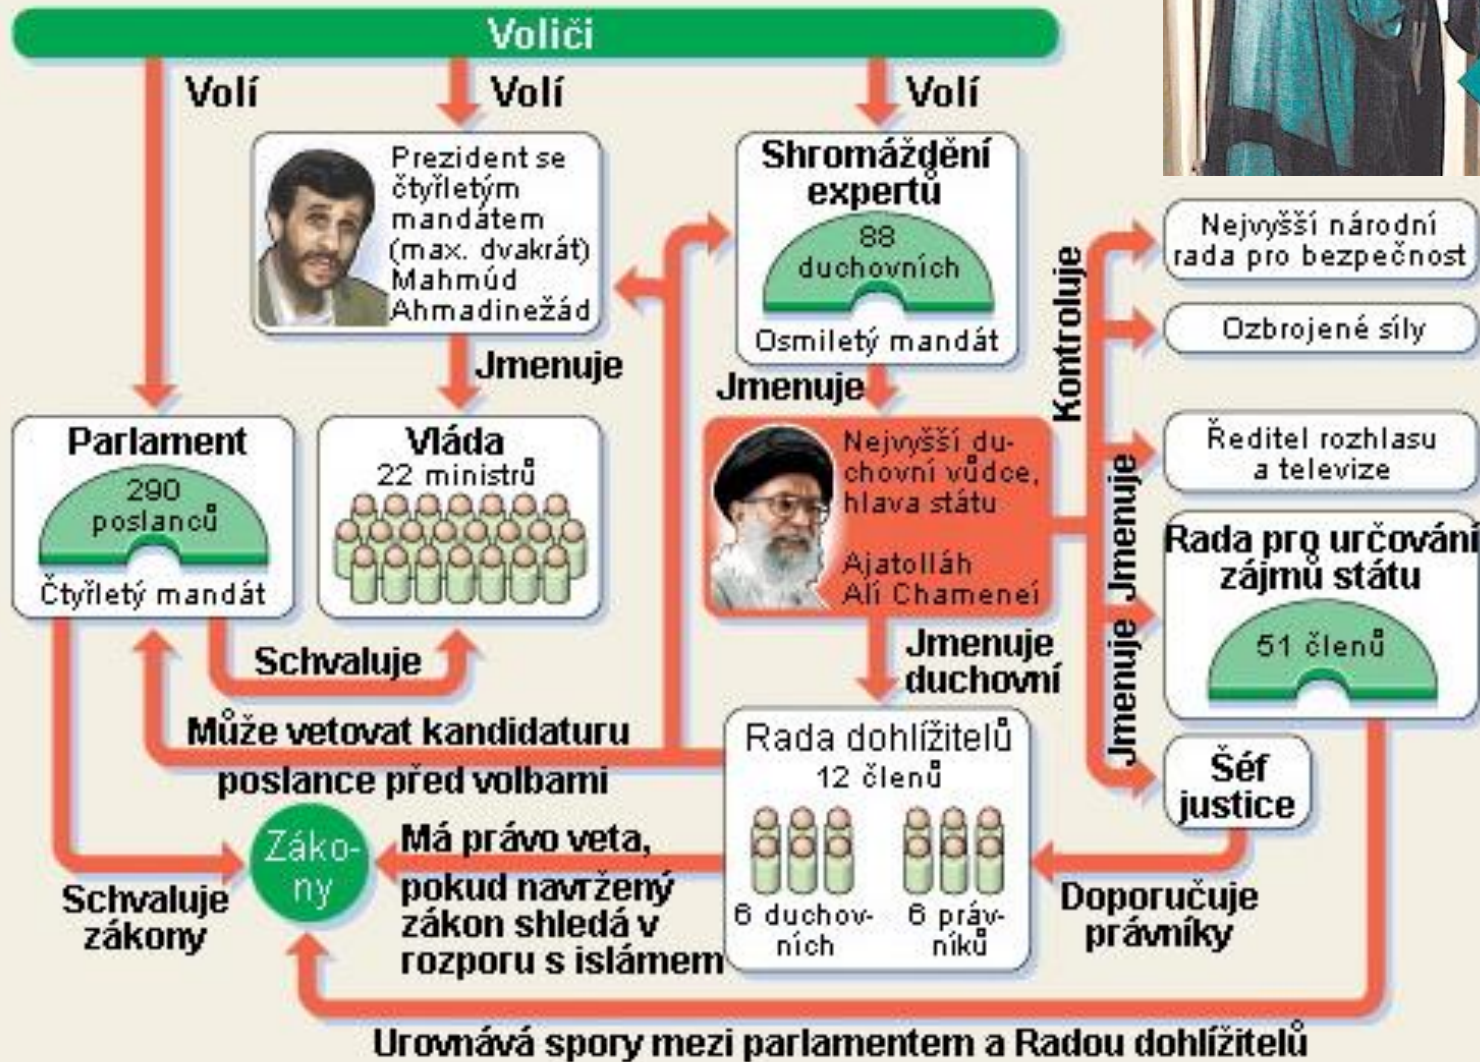 Voliči
Volí
Volí
Volí
Prezident se
čtyřletým
mandátem
(max. dvakrát)
Mahmúd
Ahmadinežád
Shromáždění
expertů
88
duchovních
Osmiletý mandát
Jmenuje
Jmenuje
Kontroluje
Nejvyšší národní
rada pro bezpečnost
Ozbrojené síly
Parlament
290
poslanců
Čtyřletý mandát
Vláda
22 ministrů
Nejvyšší du-
chovní vůdce,
hlava státu
Ajatolláh
Alí Chameneí
Jmenuje
Ředitel rozhlasu
a televize
Jmenuje
Rada pro určování
zájmů státu
51 členů
Schvaluje
Jmenuje
duchovní
Může vetovat kandidaturu
poslance před volbami
Rada dohlížitelů
12 členů
6 duchov-
ních
6 práv-
níků
Šéf
justice
Schvaluje
zákony
Záko-
ny
Má právo veta,
pokud navržený
zákon shledá v
rozporu s islámem
Doporučuje
právníky
Urovnává spory mezi parlamentem a Radou dohlížitelů